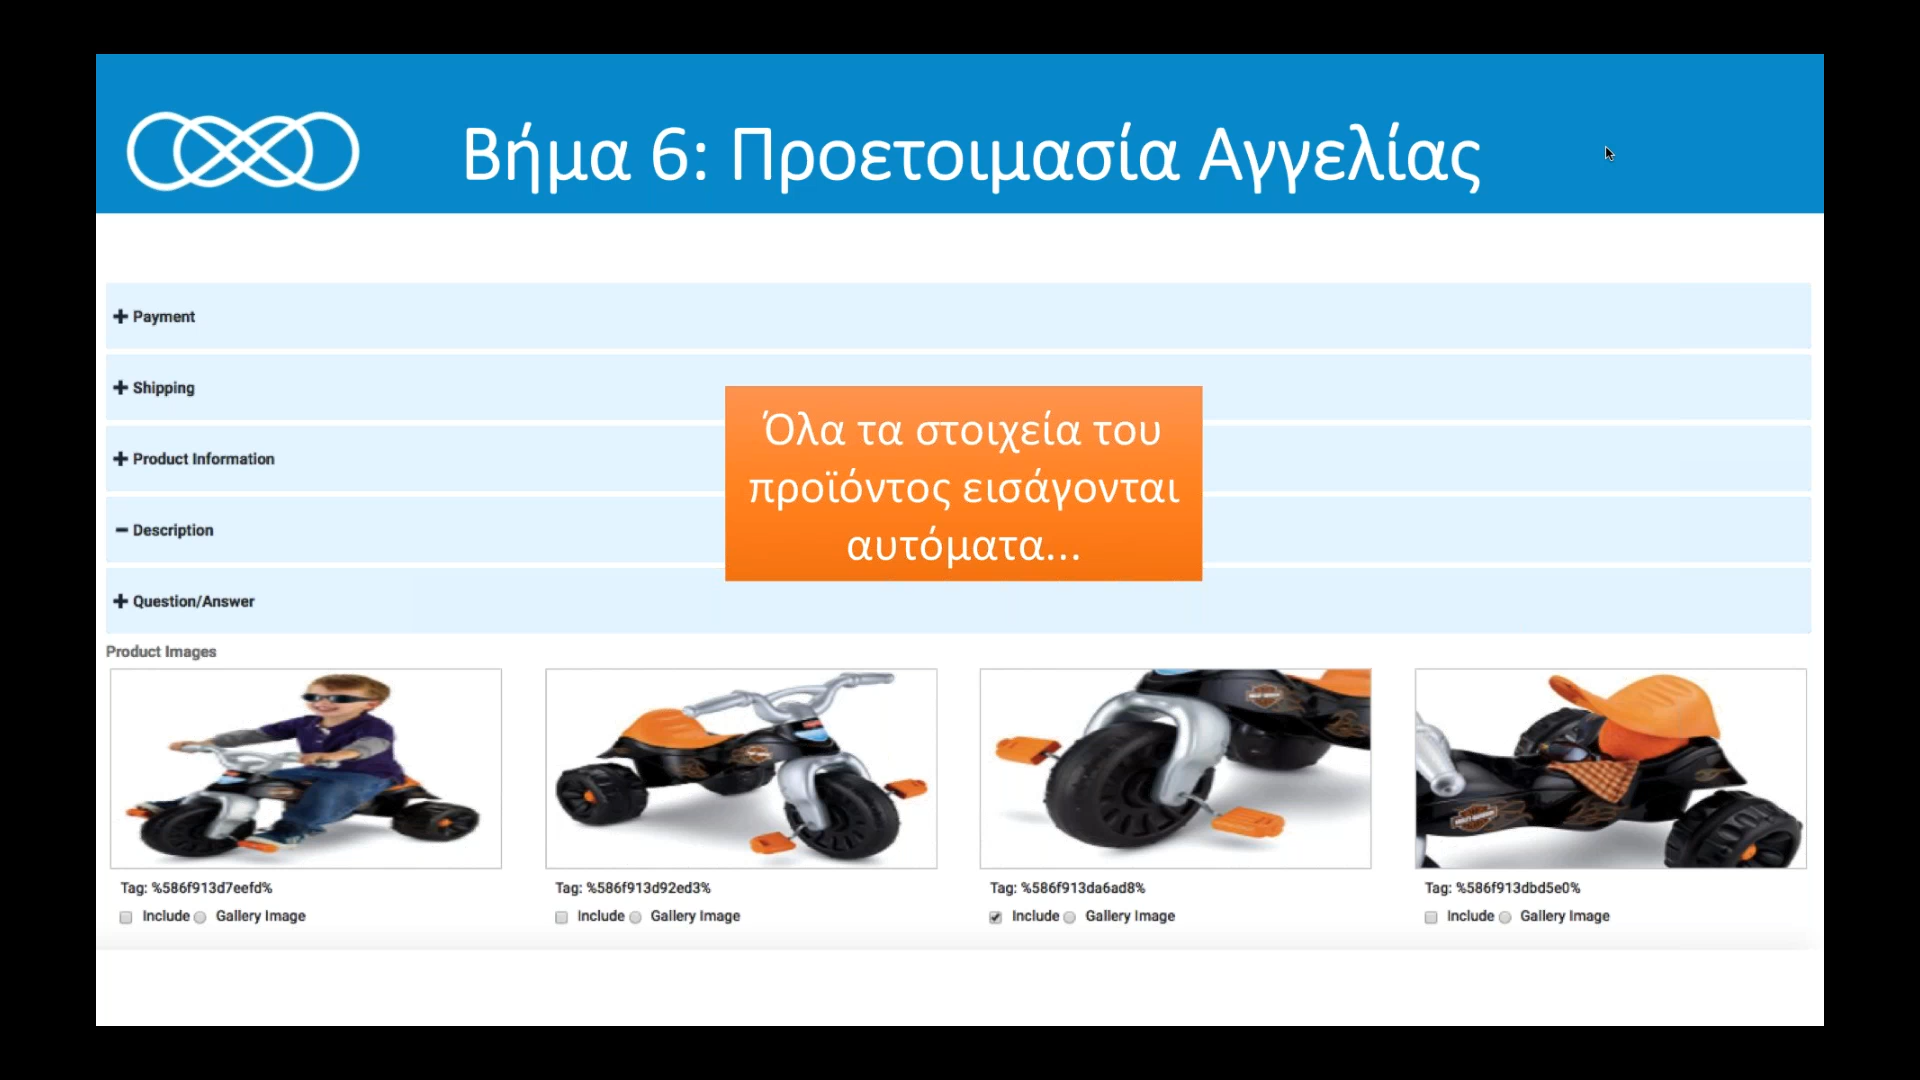 Βήμα 6: Προετοιμασία Αγγελίας
Payment
Shipping
Product Information
Description
Question/Answer
Όλα τα στοιχεία του
προϊόντος εισάγονται
αυτόματα...
Product Images
Tag: %586f913d7eefd%
Include Gallery Image
Tag: %586f913d92ed3%
Include Gallery Image
Tag: %586f913da6ad8%
Include Gallery Image
Tag: %586f913dbd5e0%
Include Gallery Image